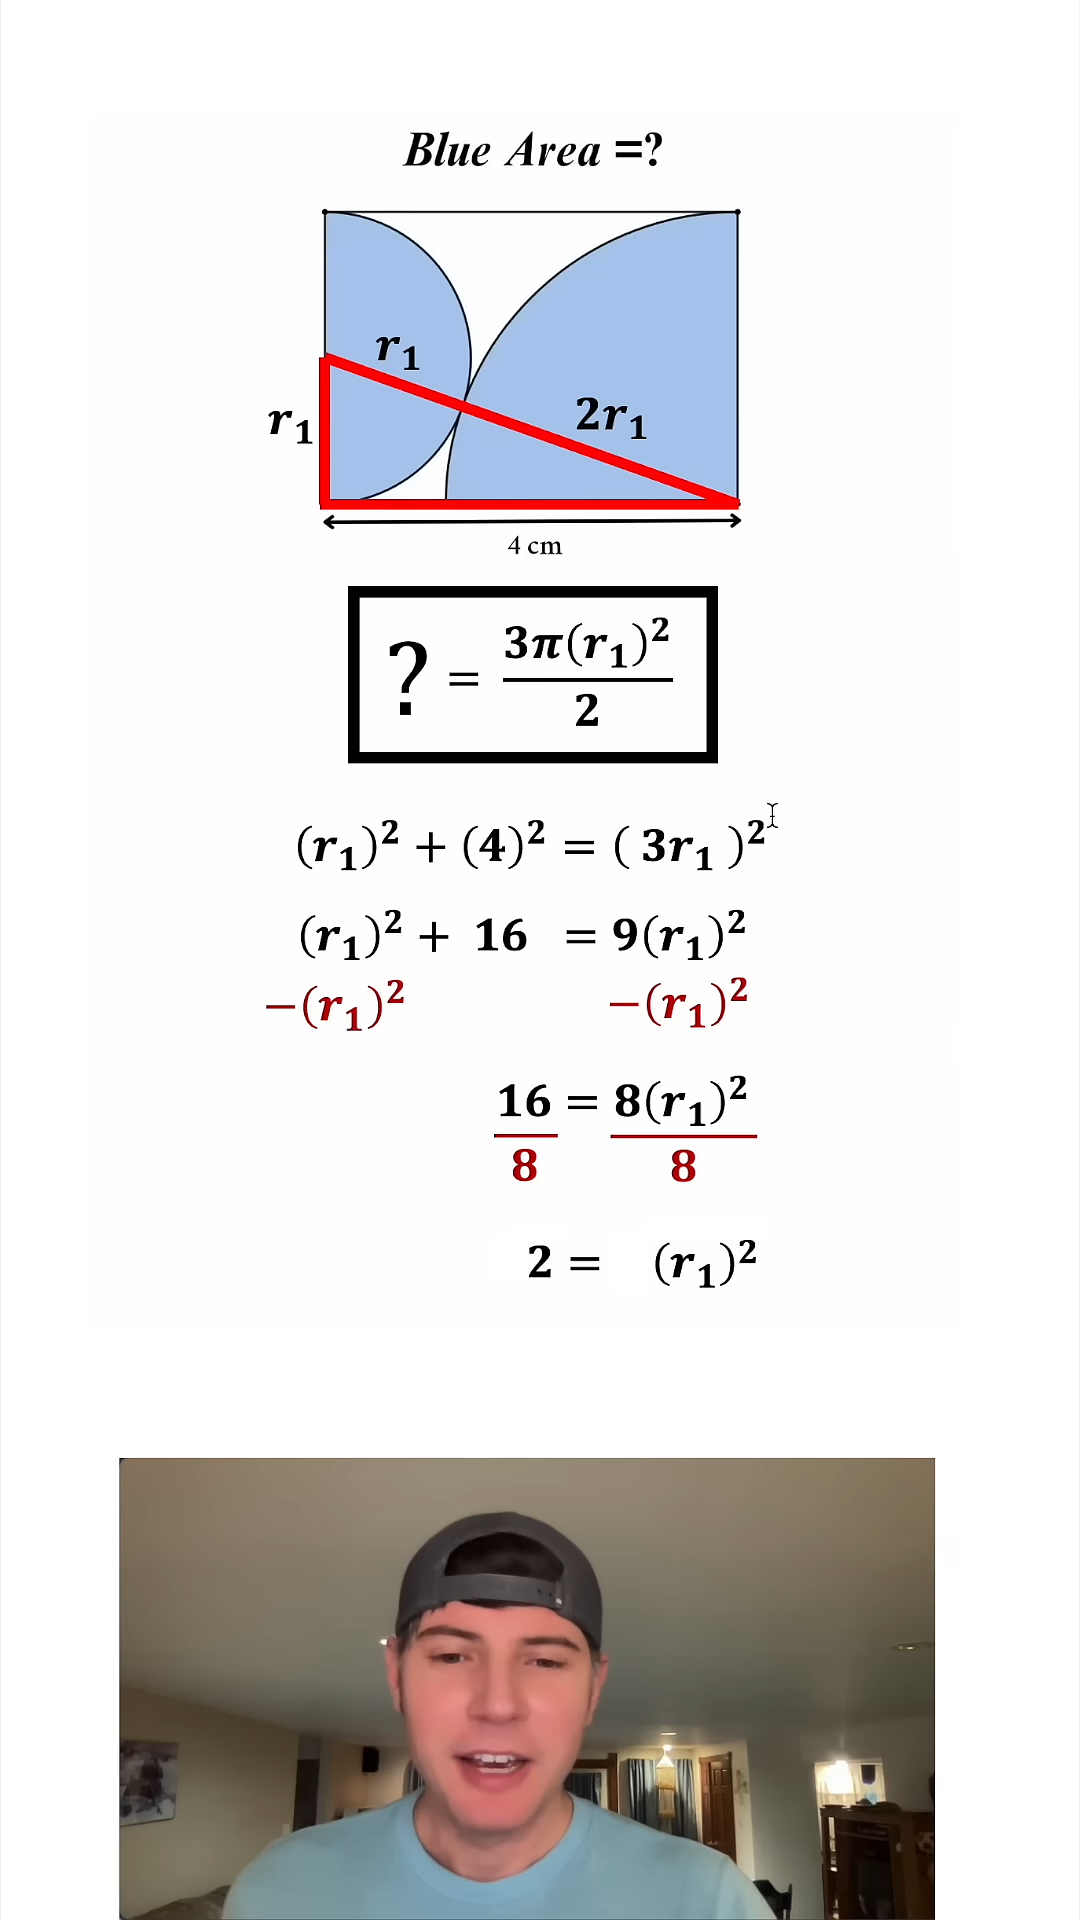 Blue Area =?
r₁
r₁
2r₁
4 cm
? = 3π(r₁)² / 2
(r₁)² + (4)² = ( 3r₁ )²
(r₁)² + 16 = 9(r₁)²
−(r₁)² −(r₁)²
16 = 8(r₁)²
8 8
2 = (r₁)²